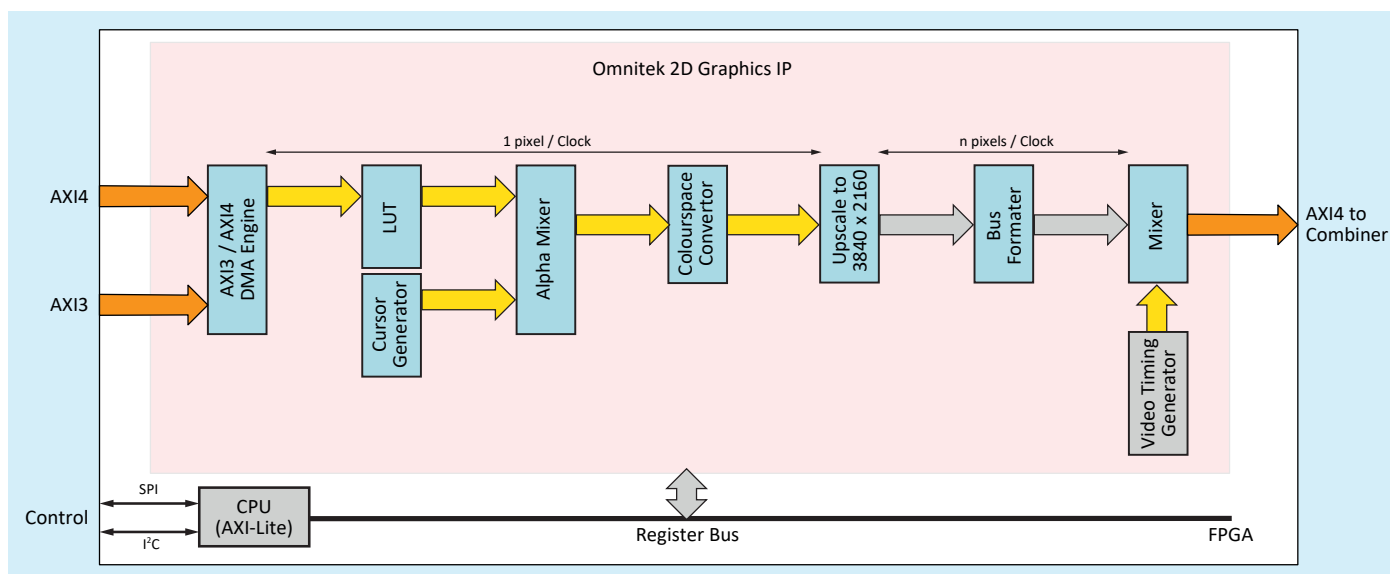 Omnitek 2D Graphics IP
1 pixel / Clock
n pixels / Clock
AXI4
AXI3
AXI3 / AXI4
DMA Engine
LUT
Cursor
Generator
Alpha Mixer
Colourspace
Convertor
Upscale to
3840 x 2160
Bus
Formater
Mixer
AXI4 to
Combiner
Video Timing
Generator
Control
SPI
I²C
CPU
(AXI-Lite)
Register Bus
FPGA